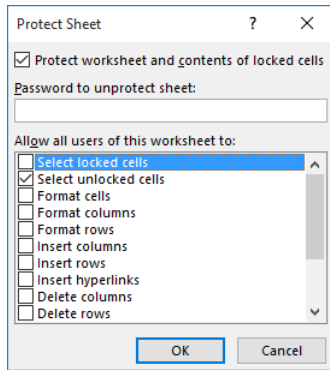 Protect Sheet
Protect worksheet and contents of locked cells
Password to unprotect sheet:
Allow all users of this worksheet to:
Select locked cells
Select unlocked cells
Format cells
Format columns
Format rows
Insert columns
Insert rows
Insert hyperlinks
Delete columns
Delete rows
OK Cancel